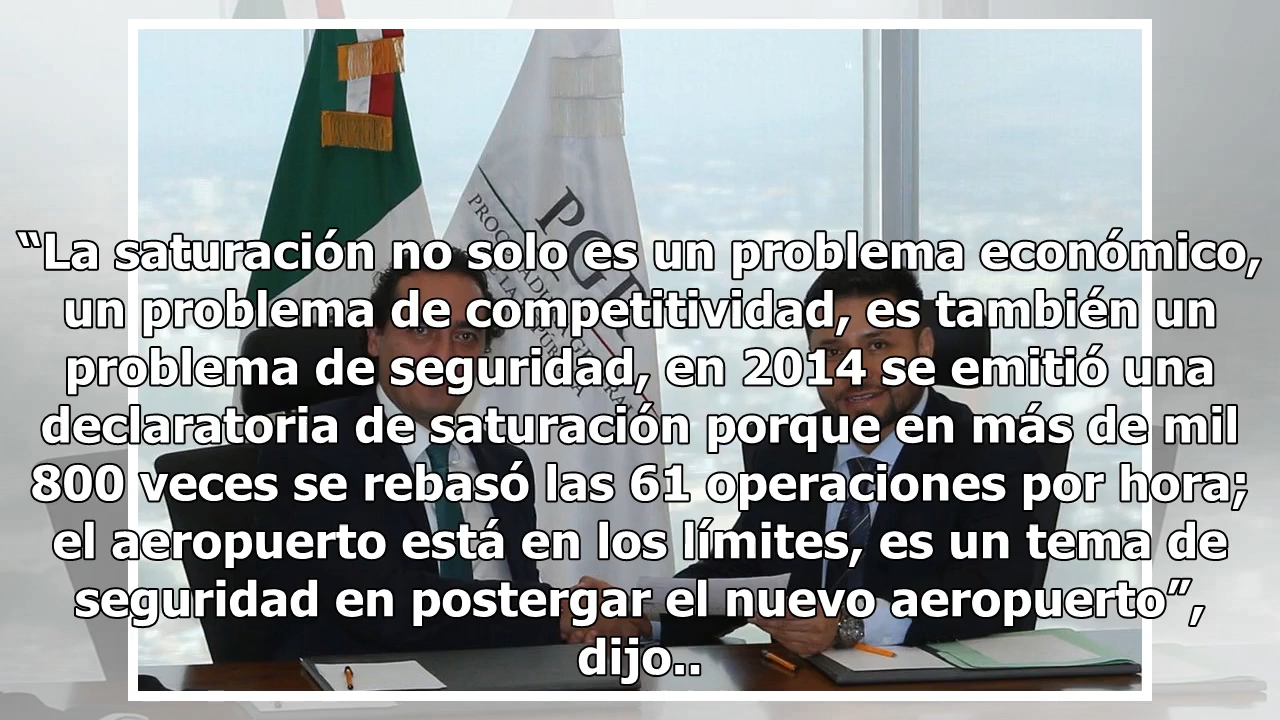 “La saturación no solo es un problema económico,
un problema de competitividad, es también un
problema de seguridad, en 2014 se emitió una
declaratoria de saturación porque en más de mil
800 veces se rebasó las 61 operaciones por hora;
el aeropuerto está en los límites, es un tema de
seguridad en postergar el nuevo aeropuerto”,
dijo..